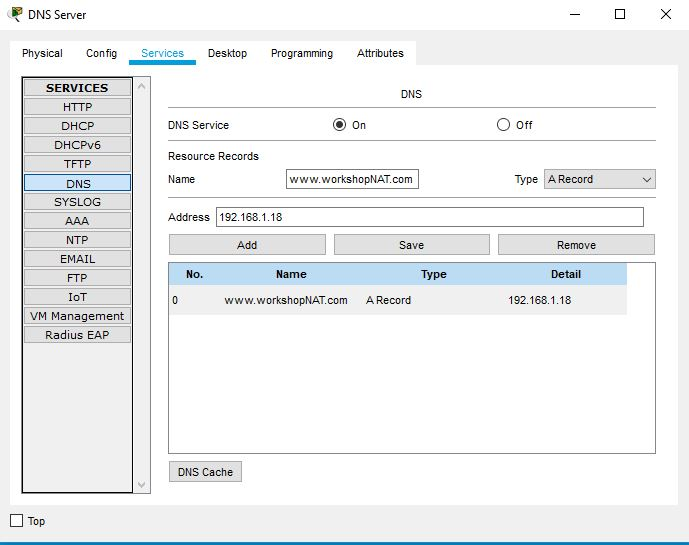 DNS Server
Physical Config Services Desktop Programming Attributes
SERVICES
HTTP
DHCP
DHCPv6
TFTP
DNS
SYSLOG
AAA
NTP
EMAIL
FTP
IoT
VM Management
Radius EAP
DNS
DNS Service On Off
Resource Records
Name www.workshopNAT.com Type A Record
Address 192.168.1.18
Add Save Remove
No. Name Type Detail
0 www.workshopNAT.com A Record 192.168.1.18
DNS Cache
Top